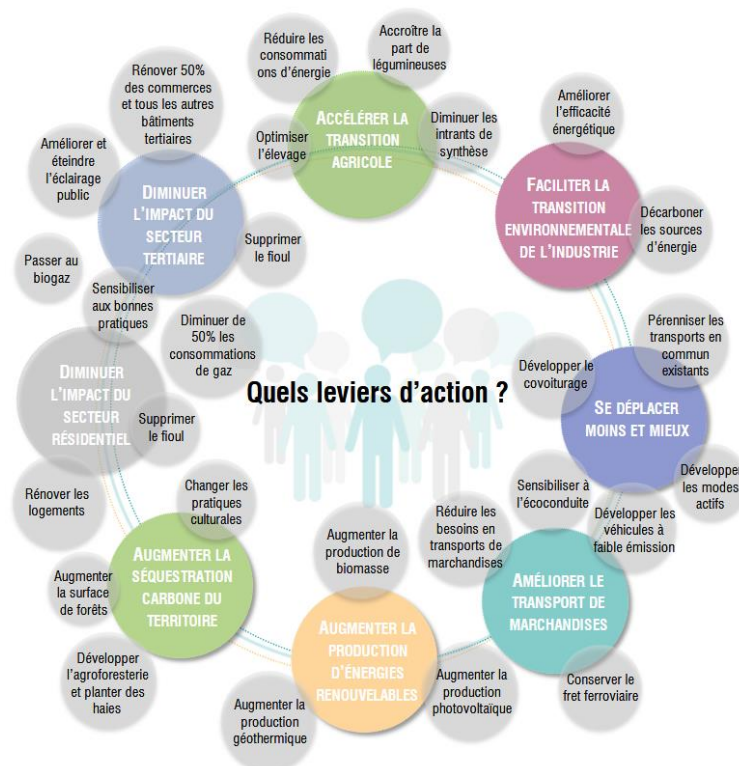 Réduire les
consommati
ons d'énergie
Accroître la
part de
légumineuses
ACCÉLÉRER LA
TRANSITION
AGRICOLE
Optimiser
l'élevage
Diminuer les
intrants de
synthèse
Améliorer
l'efficacité
énergétique
FACILITER LA
TRANSITION
ENVIRONNEMENTALE
DE L'INDUSTRIE
Décarboner
les sources
d'énergie
Rénover 50%
des commerces
et tous les autres
bâtiments
tertiaires
Améliorer et
éteindre
l'éclairage
public
DIMINUER
L'IMPACT DU
SECTEUR
TERTIAIRE
Supprimer
le fioul
Passer au
biogaz
Sensibiliser
aux bonnes
pratiques
Diminuer de
50% les
consommations
de gaz
DIMINUER
L'IMPACT DU
SECTEUR
RÉSIDENTIEL
Supprimer
le fioul
Rénover les
logements
Quels leviers d'action ?
Pérenniser les
transports en
commun
existants
Développer le
covoiturage
SE DÉPLACER
MOINS ET MIEUX
Développer
les modes
actifs
Sensibiliser à
l'écoconduite
Développer les
véhicules à
faible émission
Réduire les
besoins en
transports de
marchandises
AMÉLIORER LE
TRANSPORT DE
MARCHANDISES
Conserver le
fret ferroviaire
Changer les
pratiques
culturales
AUGMENTER LA
SÉQUESTRATION
CARBONE DU
TERRITOIRE
Augmenter
la surface
de forêts
Développer
l'agroforesterie
et planter des
haies
Augmenter la
production de
biomasse
AUGMENTER LA
PRODUCTION
D'ÉNERGIES
RENOUVELABLES
Augmenter la
production
géothermique
Augmenter la
production
photovoltaïque